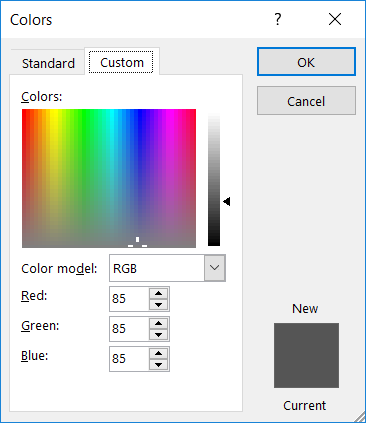 Colors
?
Standard
Custom
OK
Cancel
Colors:
Color model: RGB
Red: 85
Green: 85
Blue: 85
New
Current